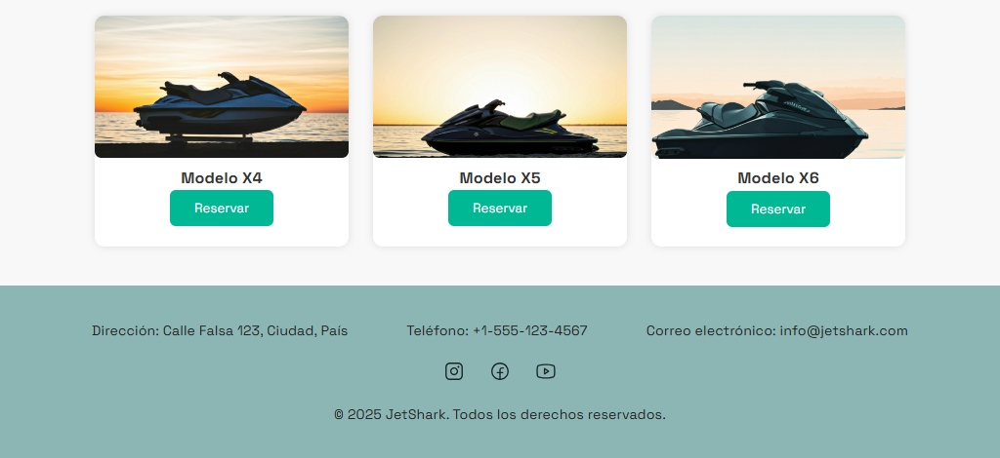 Modelo X4
Modelo X5
Modelo X6
Reservar
Reservar
Reservar
Dirección: Calle Falsa 123, Ciudad, País
Teléfono: +1-555-123-4567
Correo electrónico: info@jetshark.com
© 2025 JetShark. Todos los derechos reservados.